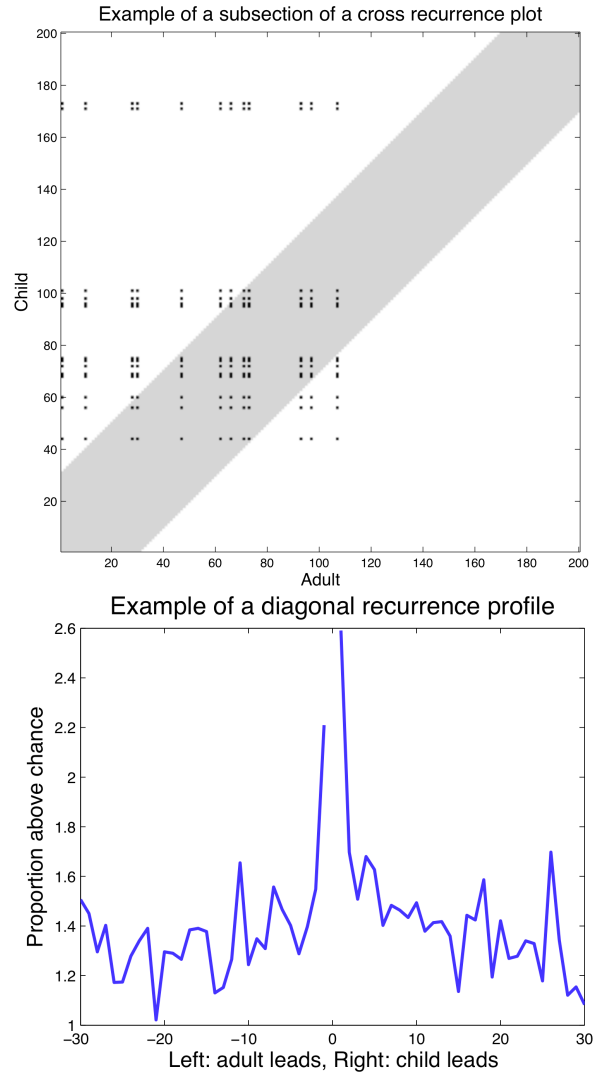 Example of a subsection of a cross recurrence plot
200
180
160
140
120
100
80
60
40
20
Child
20 40 60 80 100 120 140 160 180 200
Adult
Example of a diagonal recurrence profile
2.6
2.4
2.2
2
1.8
1.6
1.4
1.2
1
Proportion above chance
−30 −20 −10 0 10 20 30
Left: adult leads, Right: child leads